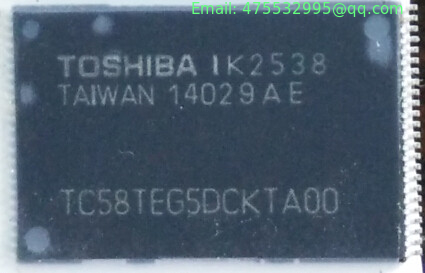 Email: 475532995@qq.com
TOSHIBA IK2538
TAIWAN 14029AE
TC58TEG5DCKTA00